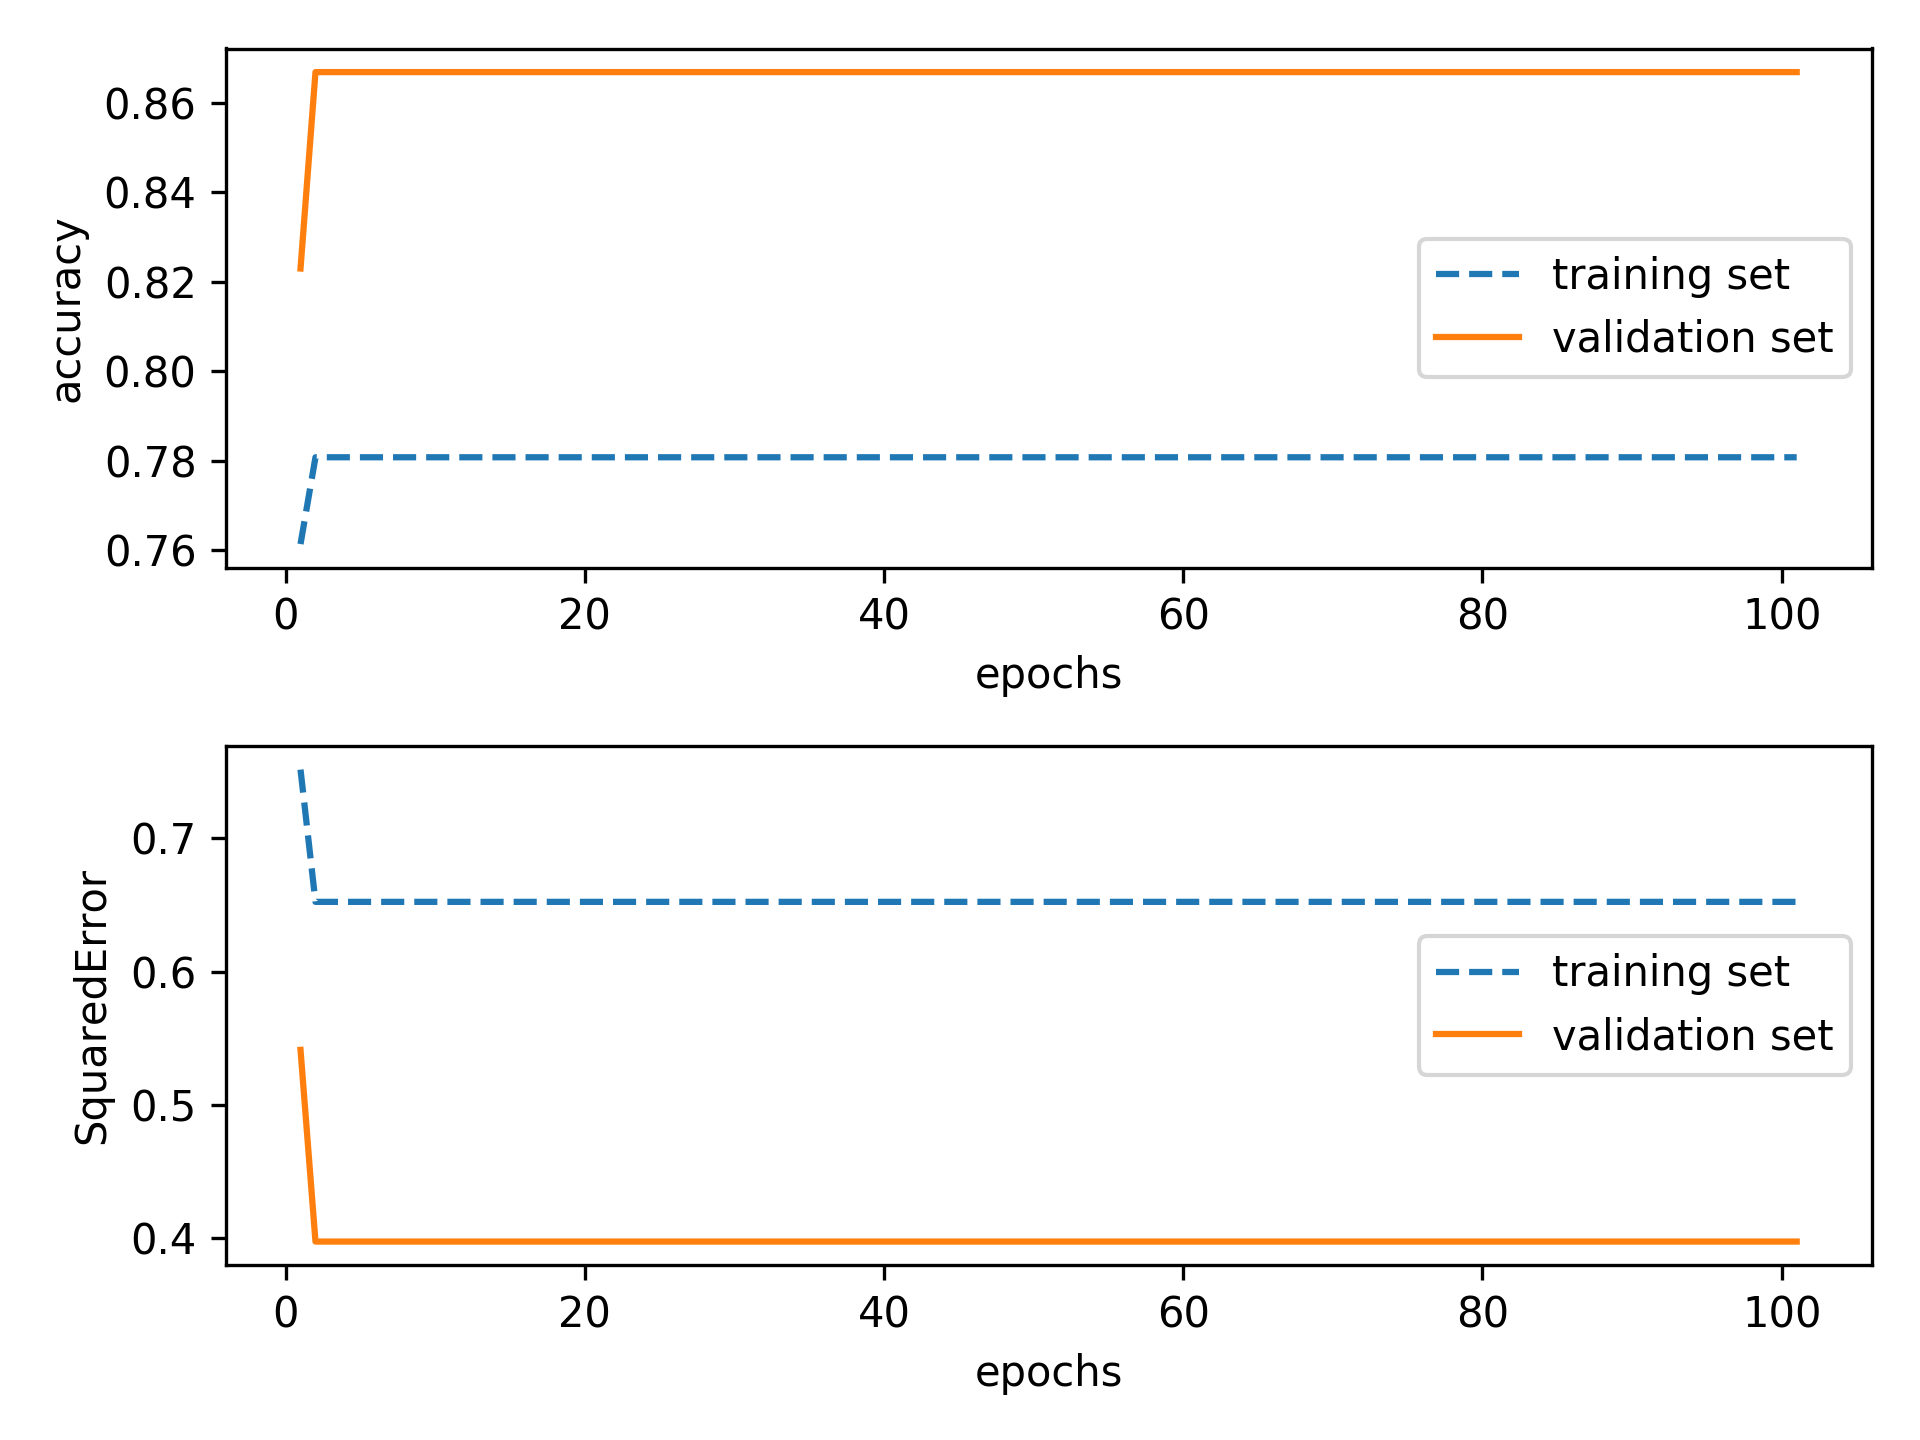 0.86
0.84
0.82
0.80
0.78
0.76
accuracy
training set
validation set
0 20 40 60 80 100
epochs
0.7
0.6
0.5
0.4
SquaredError
training set
validation set
0 20 40 60 80 100
epochs